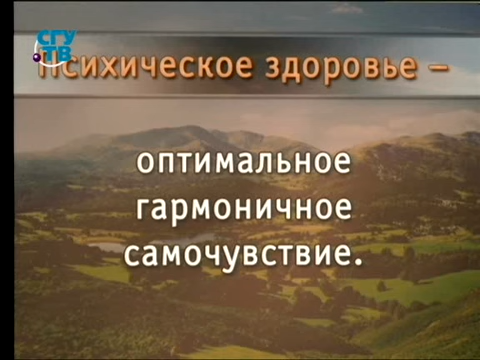 СГУ
ТВ
Психическое здоровье –
оптимальное
гармоничное
самочувствие.